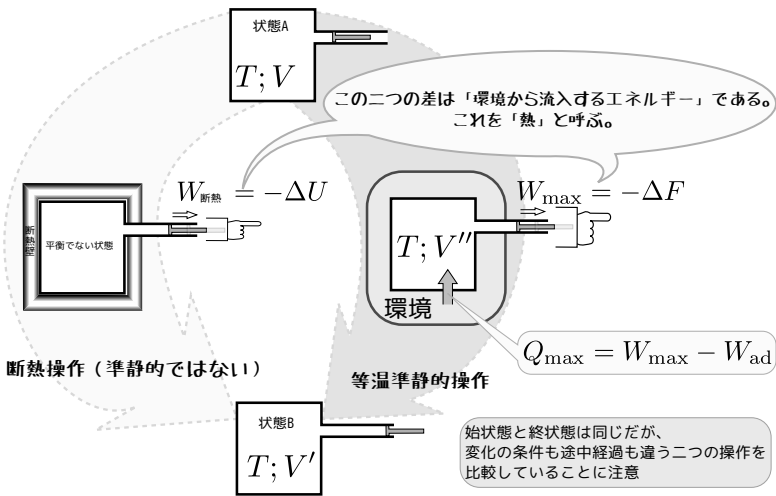 状態A
T; V
この二つの差は「環境から流入するエネルギー」である。
これを「熱」と呼ぶ。
W断熱 = −ΔU
Wmax = −ΔF
断熱壁
平衡でない状態
T; V″
環境
Qmax = Wmax − Wad
断熱操作（準静的ではない）
等温準静的操作
状態B
T; V′
始状態と終状態は同じだが、
変化の条件も途中経過も違う二つの操作を
比較していることに注意